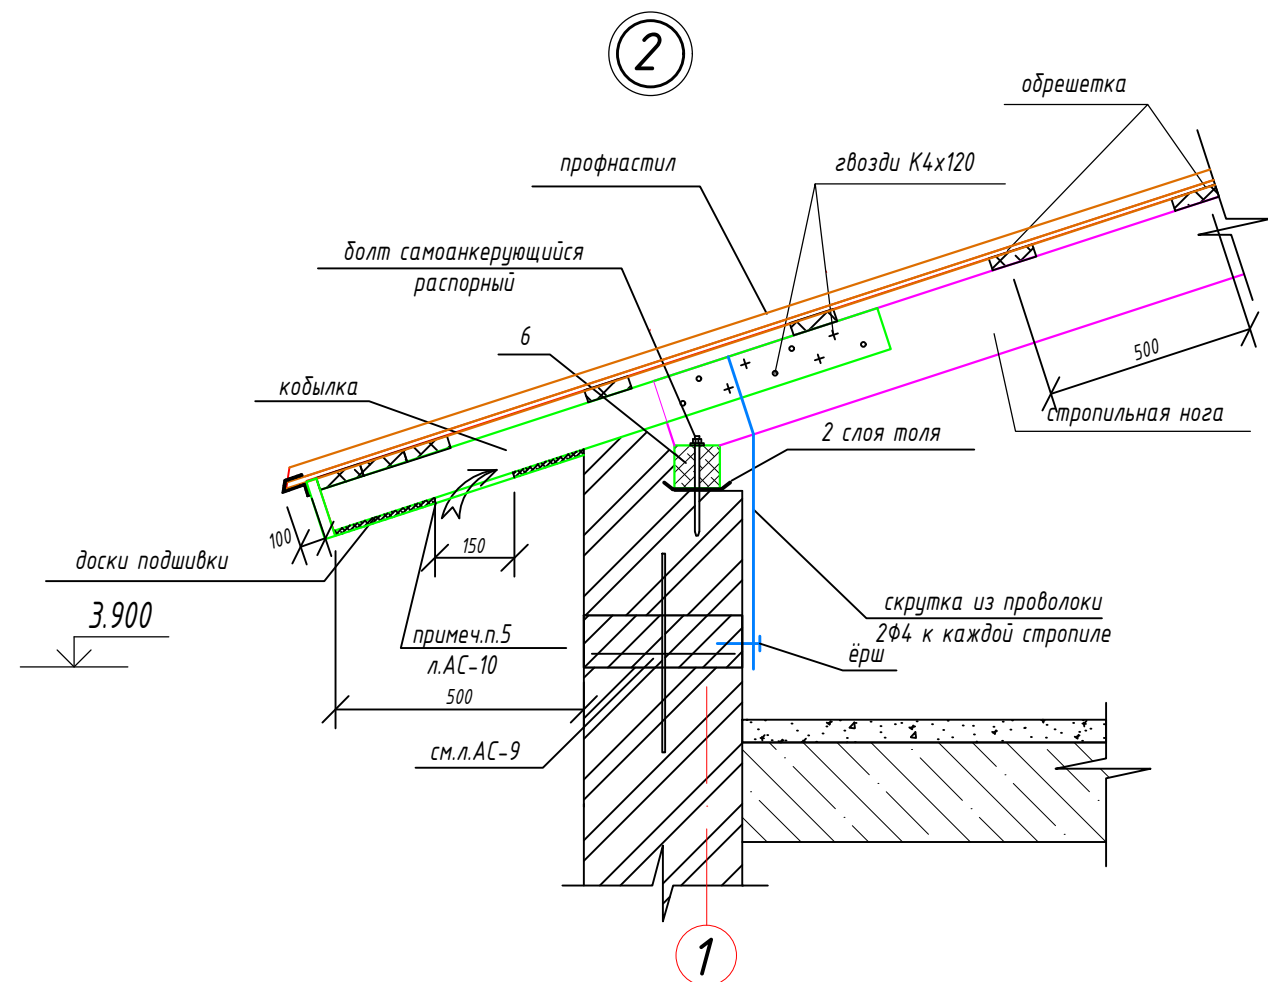 2
обрешетка
профнастил
гвозди К4х120
болт самоанкерующийся
распорный
6
500
кобылка
стропильная нога
2 слоя толя
100
150
доски подшивки
3.900
скрутка из проволоки
2Ф4 к каждой стропиле
примеч.п.5
л.АС-10
ёрш
500
см.л.АС-9
1